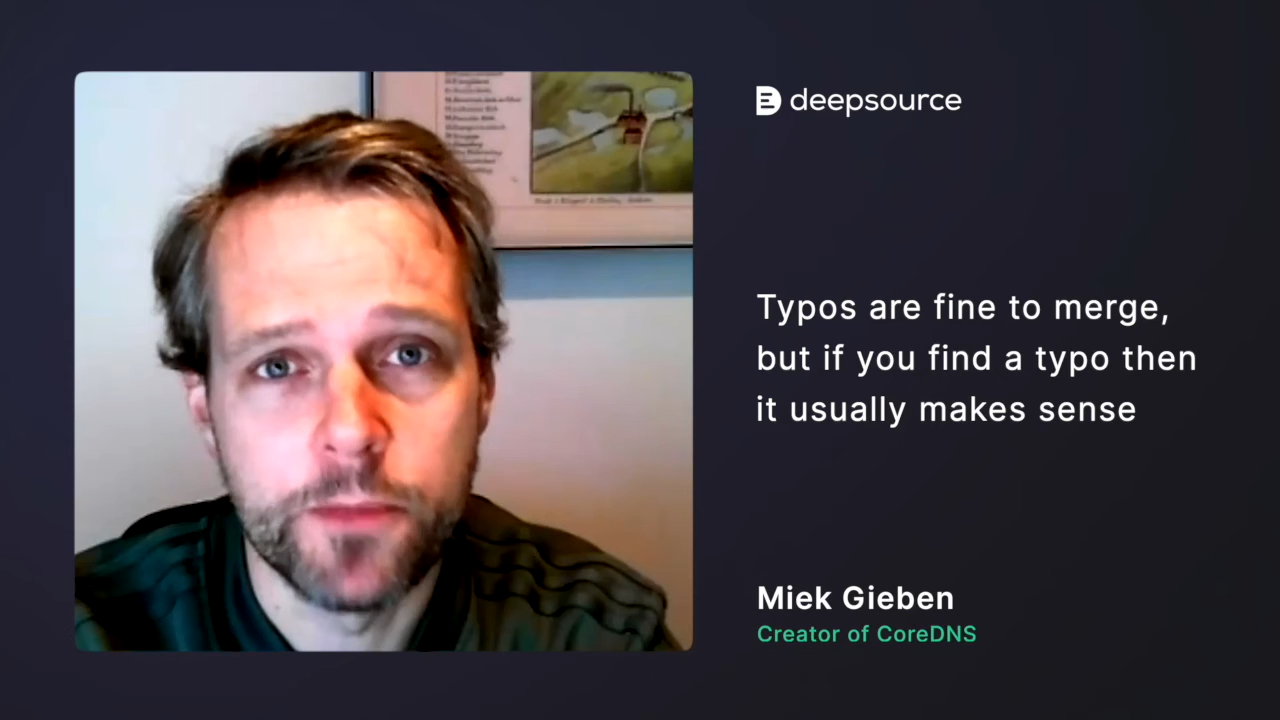 deepsource
Typos are fine to merge,
but if you find a typo then
it usually makes sense
Miek Gieben
Creator of CoreDNS